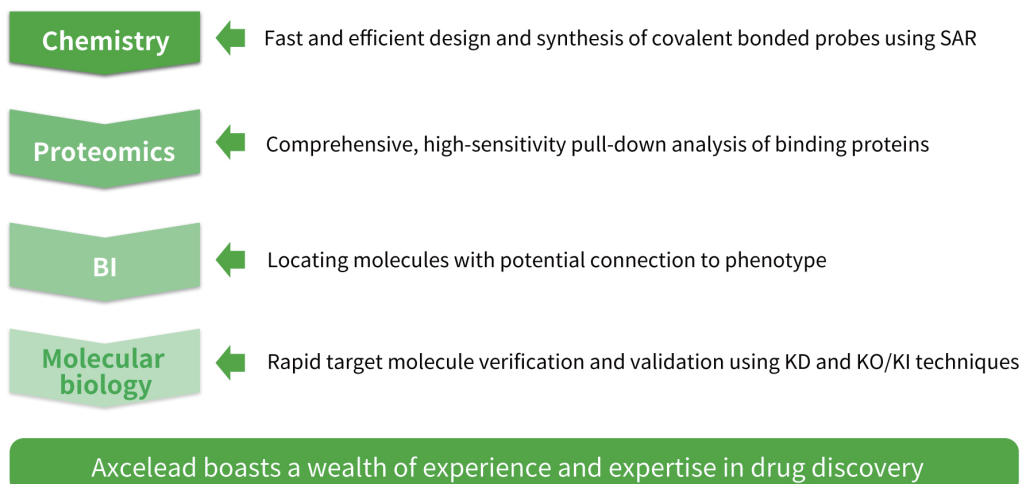 Chemistry
Fast and efficient design and synthesis of covalent bonded probes using SAR
Proteomics
Comprehensive, high-sensitivity pull-down analysis of binding proteins
BI
Locating molecules with potential connection to phenotype
Molecular
biology
Rapid target molecule verification and validation using KD and KO/KI techniques
Axcelead boasts a wealth of experience and expertise in drug discovery